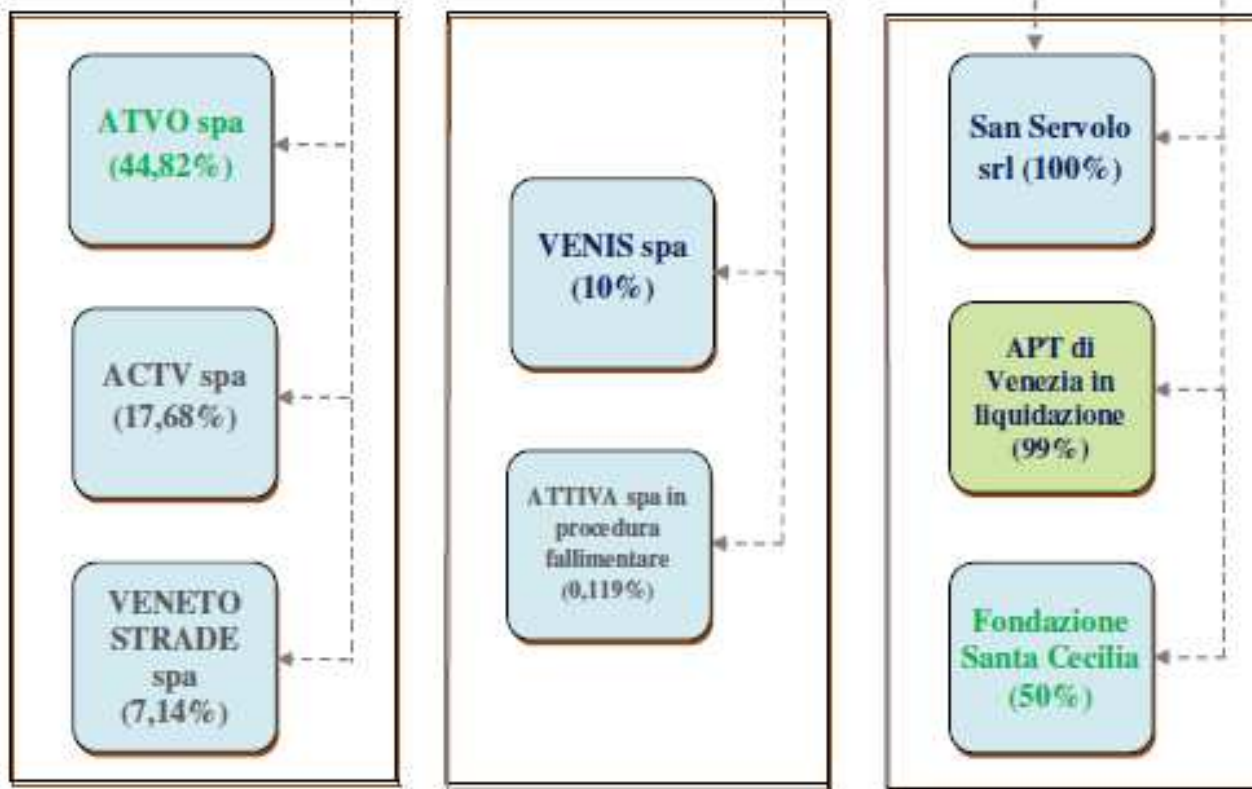 ATVO spa
(44,82%)
ACTV spa
(17,68%)
VENETO
STRADE
spa
(7,14%)
VENIS spa
(10%)
ATTIVA spa in
procedura
fallimentare
(0,119%)
San Servolo
srl (100%)
APT di
Venezia in
liquidazione
(99%)
Fondazione
Santa Cecilia
(50%)